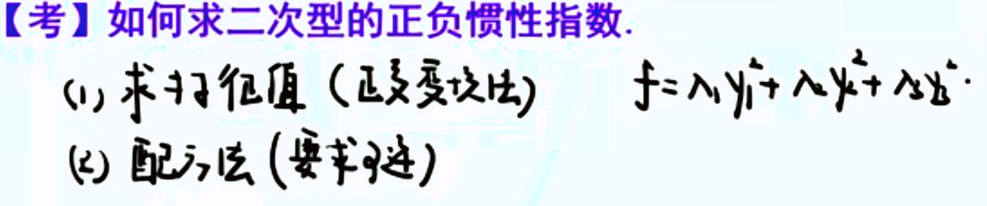 【考】如何求二次型的正负惯性指数.
(1) 求特征值（正交变换法） f=λ₁y₁²+λ₂y₂²+λ₃y₃².
(2) 配方法（要求可逆）